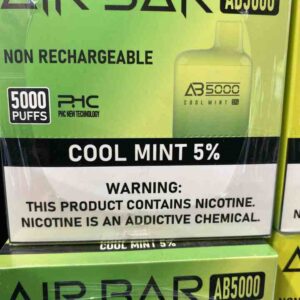 AIR BAR AB5000
NON RECHARGEABLE
5000
PUFFS
PHC
PHC NEW TECHNOLOGY
AB5000
COOL MINT 5%
COOL MINT 5%
WARNING:
THIS PRODUCT CONTAINS NICOTINE.
NICOTINE IS AN ADDICTIVE CHEMICAL.
COOL MINT 5%
AIR BAR AB5000